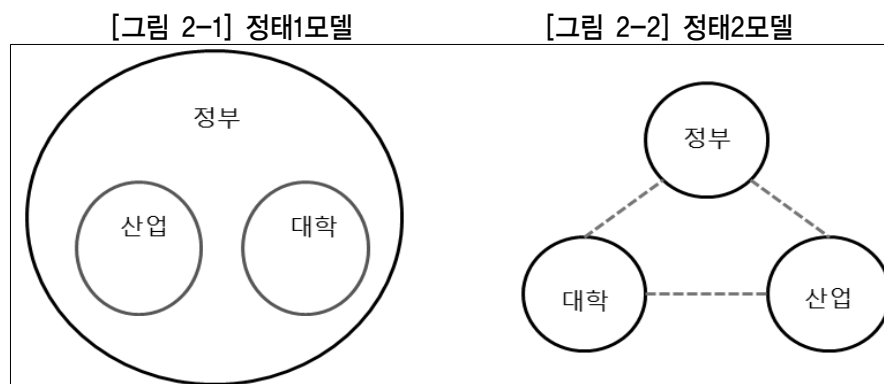 [그림 2-1] 정태1모델
정부
산업
대학
[그림 2-2] 정태2모델
정부
대학
산업